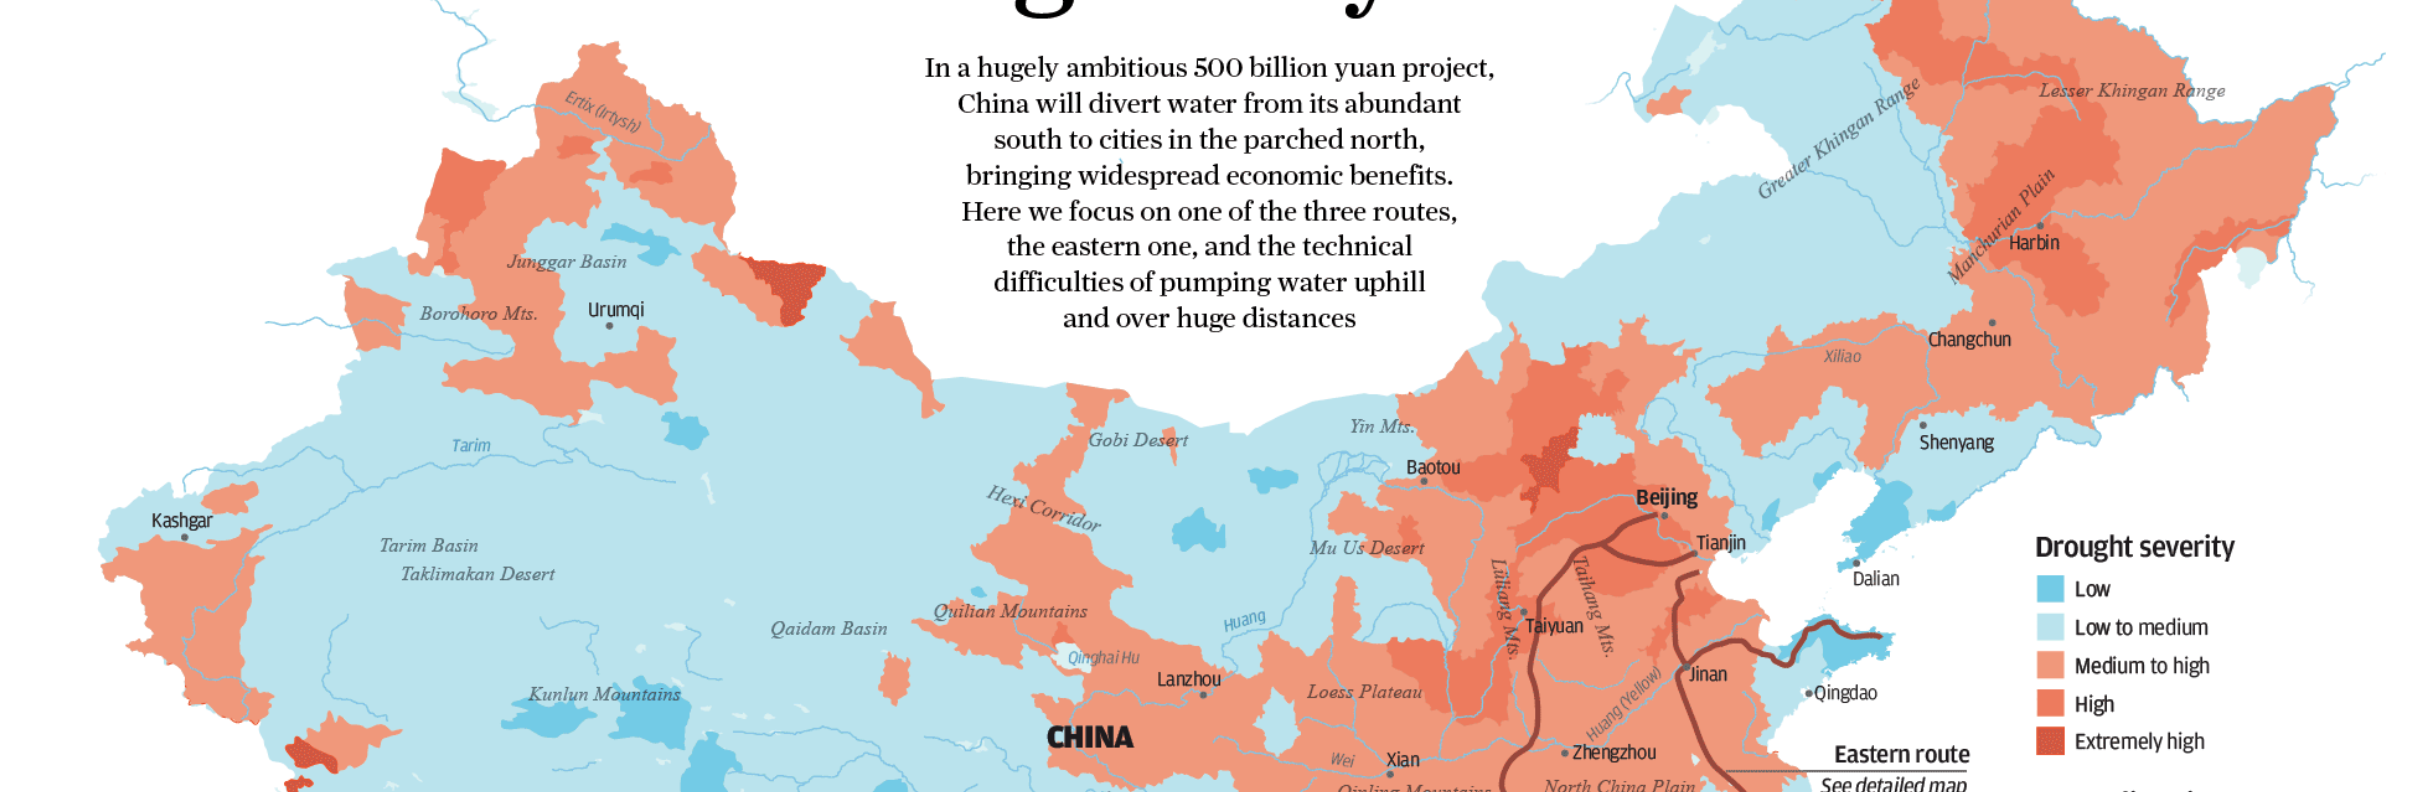 In a hugely ambitious 500 billion yuan project,
China will divert water from its abundant
south to cities in the parched north,
bringing widespread economic benefits.
Here we focus on one of the three routes,
the eastern one, and the technical
difficulties of pumping water uphill
and over huge distances
Ertix (Irtysh)
Junggar Basin
Borohoro Mts.
Urumqi
Tarim
Kashgar
Tarim Basin
Taklimakan Desert
Kunlun Mountains
Qaidam Basin
Gobi Desert
Hexi Corridor
Quilian Mountains
Qinghai Hu
Lanzhou
CHINA
Huang
Yin Mts.
Baotou
Mu Us Desert
Loess Plateau
Wei
Xian
Qinling Mountains
Lüliang Mts.
Taiyuan
Taihang Mts.
Beijing
Tianjin
Jinan
Huang (Yellow)
Zhengzhou
North China Plain
Qingdao
Dalian
Shenyang
Xiliao
Changchun
Harbin
Manchurian Plain
Greater Khingan Range
Lesser Khingan Range
Drought severity
Low
Low to medium
Medium to high
High
Extremely high
Eastern route
See detailed map